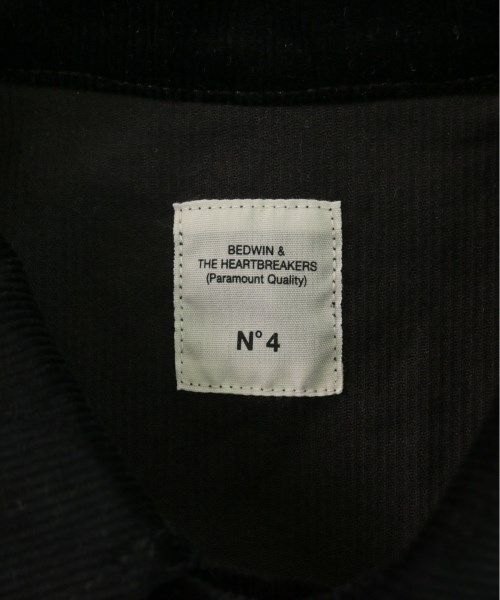 BEDWIN &
THE HEARTBREAKERS
(Paramount Quality)
N° 4